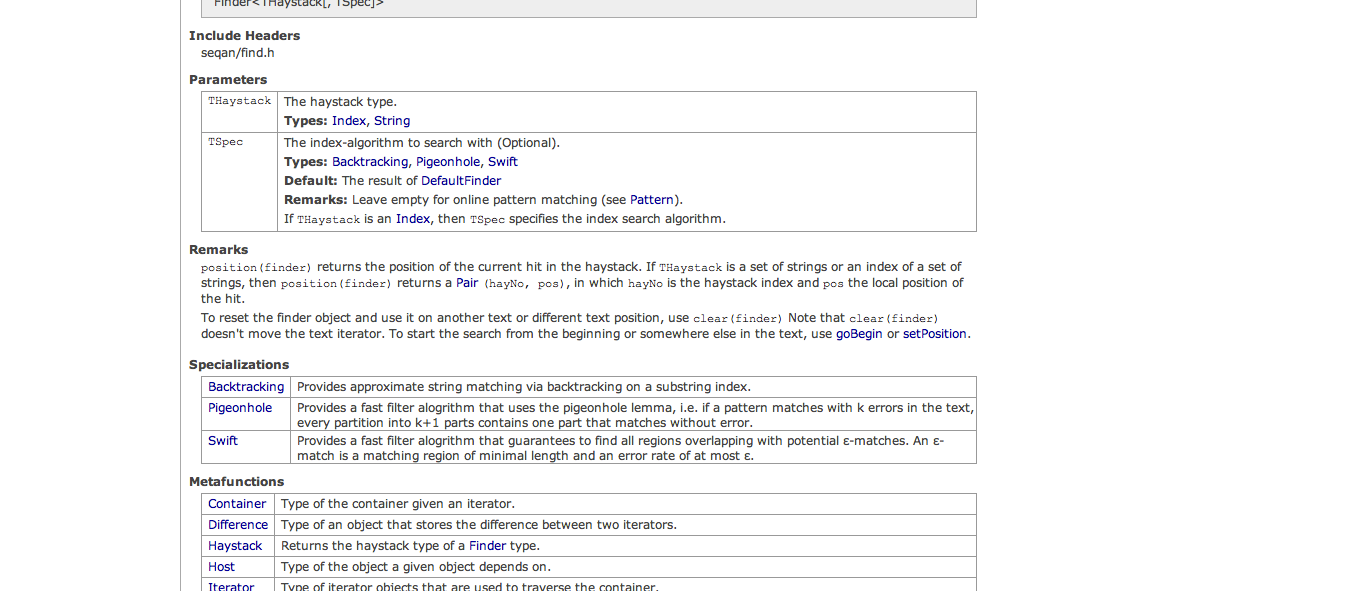 Finder<THaystack[, TSpec]>
Include Headers
seqan/find.h
Parameters
THaystack The haystack type.
Types: Index, String
TSpec The index-algorithm to search with (Optional).
Types: Backtracking, Pigeonhole, Swift
Default: The result of DefaultFinder
Remarks: Leave empty for online pattern matching (see Pattern).
If THaystack is an Index, then TSpec specifies the index search algorithm.
Remarks
position(finder) returns the position of the current hit in the haystack. If THaystack is a set of strings or an index of a set of
strings, then position(finder) returns a Pair (hayNo, pos), in which hayNo is the haystack index and pos the local position of
the hit.
To reset the finder object and use it on another text or different text position, use clear(finder) Note that clear(finder)
doesn't move the text iterator. To start the search from the beginning or somewhere else in the text, use goBegin or setPosition.
Specializations
Backtracking Provides approximate string matching via backtracking on a substring index.
Pigeonhole Provides a fast filter alogrithm that uses the pigeonhole lemma, i.e. if a pattern matches with k errors in the text,
every partition into k+1 parts contains one part that matches without error.
Swift Provides a fast filter alogrithm that guarantees to find all regions overlapping with potential ε-matches. An ε-
match is a matching region of minimal length and an error rate of at most ε.
Metafunctions
Container Type of the container given an iterator.
Difference Type of an object that stores the difference between two iterators.
Haystack Returns the haystack type of a Finder type.
Host Type of the object a given object depends on.
Iterator Type of iterator objects that are used to traverse the container.